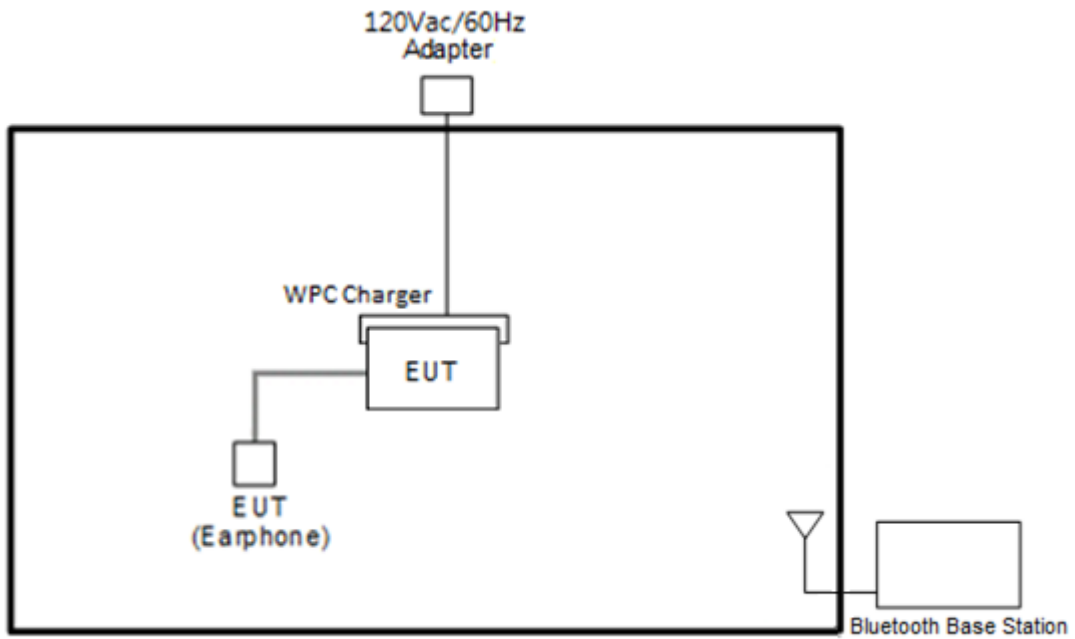 120Vac/60Hz
Adapter
WPC Charger
EUT
EUT
(Earphone)
Bluetooth Base Station